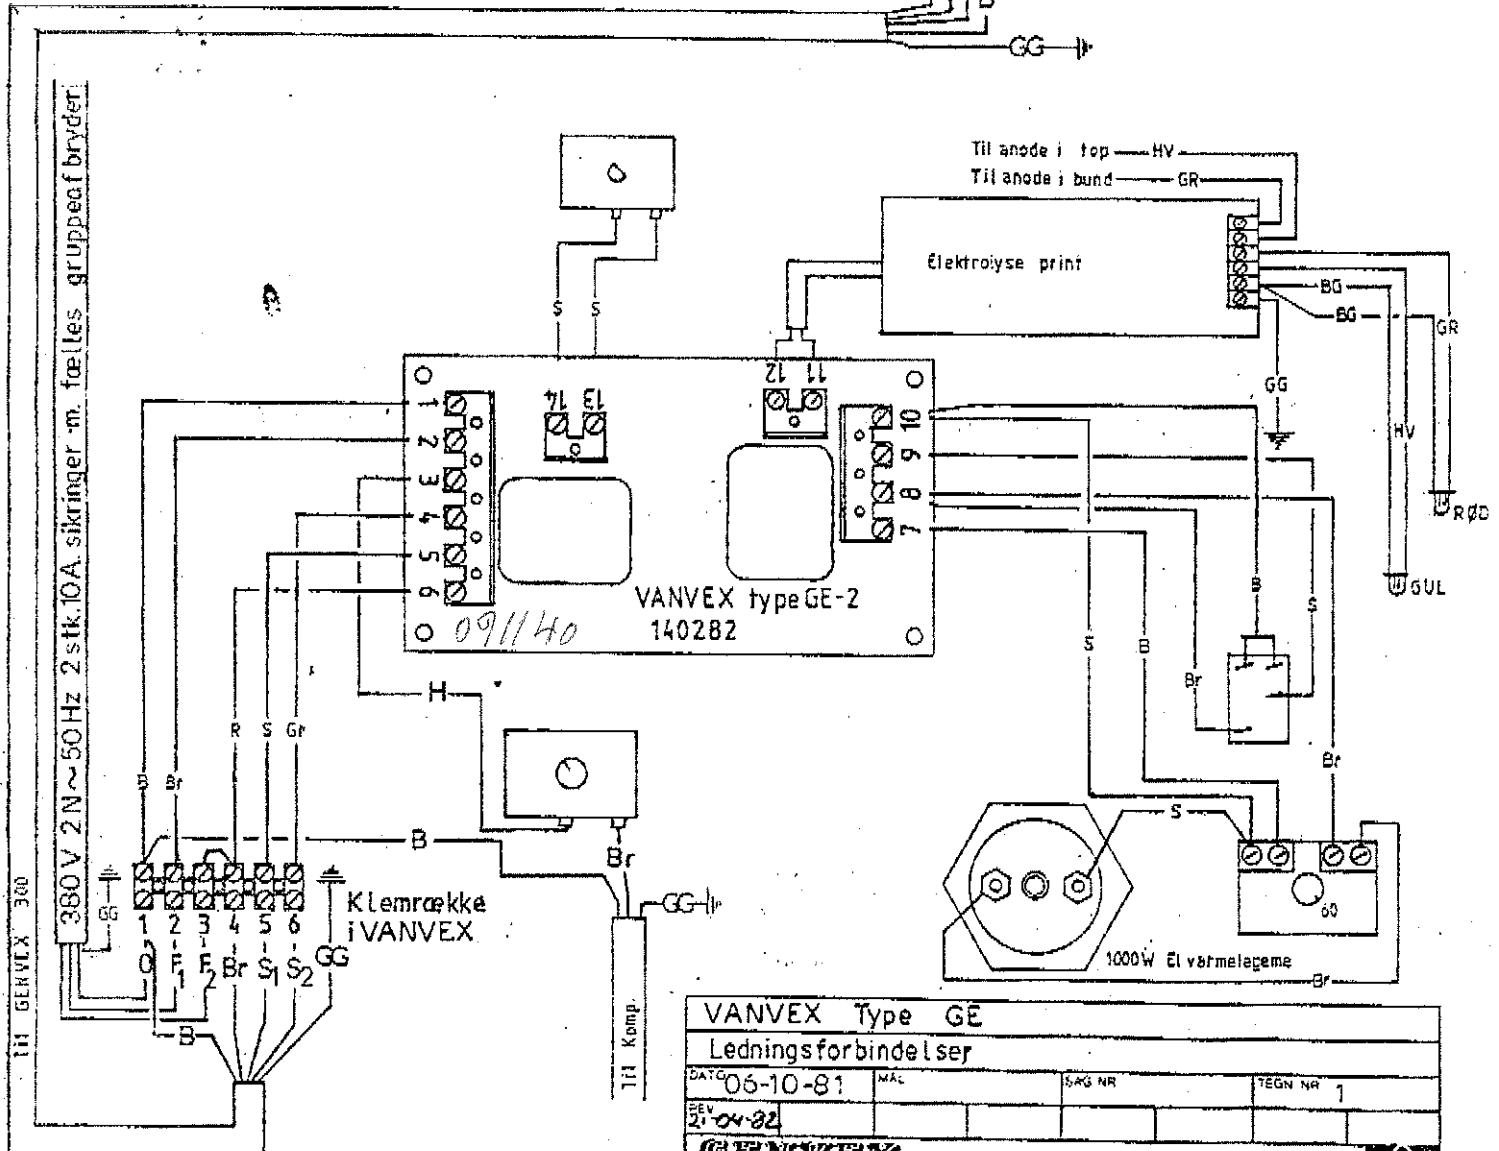 B
GG
380V 2N~50Hz 2stk.10A sikringer m. fælles gruppeafbryder
Til GENVEX 300
Til anode i top HV
Til anode i bund GR
Elektrolyse print
BG
BG
GR
GG
HV
S S
12 11
14 13
1
2
3
4
5
6
10
9
8
7
RØD
GUL
VANVEX type GE-2
140282
091140
B
S
S
B
Br
H
R S Gr
B Br
Br
B
Br
S
GG
GG
1 2 3 4 5 6
0 F1 F2 Br S1 S2
GG
Klemrække
i VANVEX
B
Til Komp.
60
1000W El varmelegeme
Br
VANVEX Type GE
Ledningsforbindelser
DATO 06-10-81 MÅL SAG NR TEGN NR 1
REV 2.-04-82
GENVEX